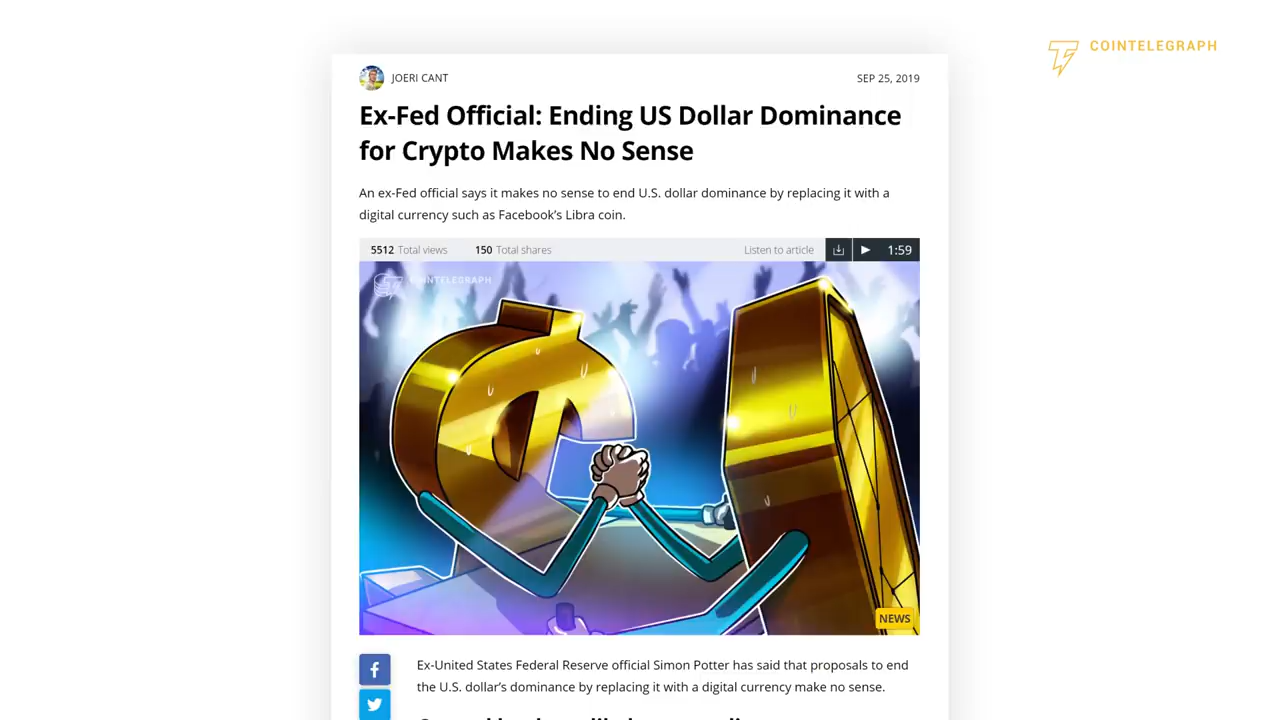 COINTELEGRAPH
JOERI CANT
SEP 25, 2019
Ex-Fed Official: Ending US Dollar Dominance
for Crypto Makes No Sense
An ex-Fed official says it makes no sense to end U.S. dollar dominance by replacing it with a
digital currency such as Facebook’s Libra coin.
5512 Total views 150 Total shares Listen to article 1:59
COINTELEGRAPH
NEWS
Ex-United States Federal Reserve official Simon Potter has said that proposals to end
the U.S. dollar’s dominance by replacing it with a digital currency make no sense.